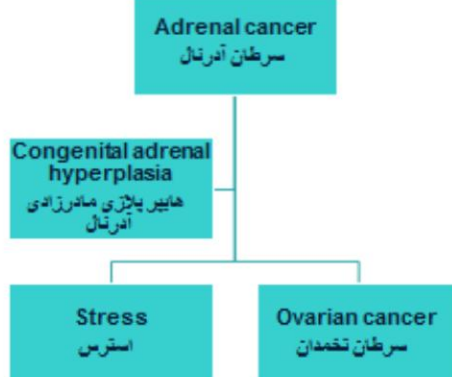 Adrenal cancer
سرطان آدرنال
Congenital adrenal
hyperplasia
هایپر پلازی مادرزادی
آدرنال
Stress
استرس
Ovarian cancer
سرطان تخمدان